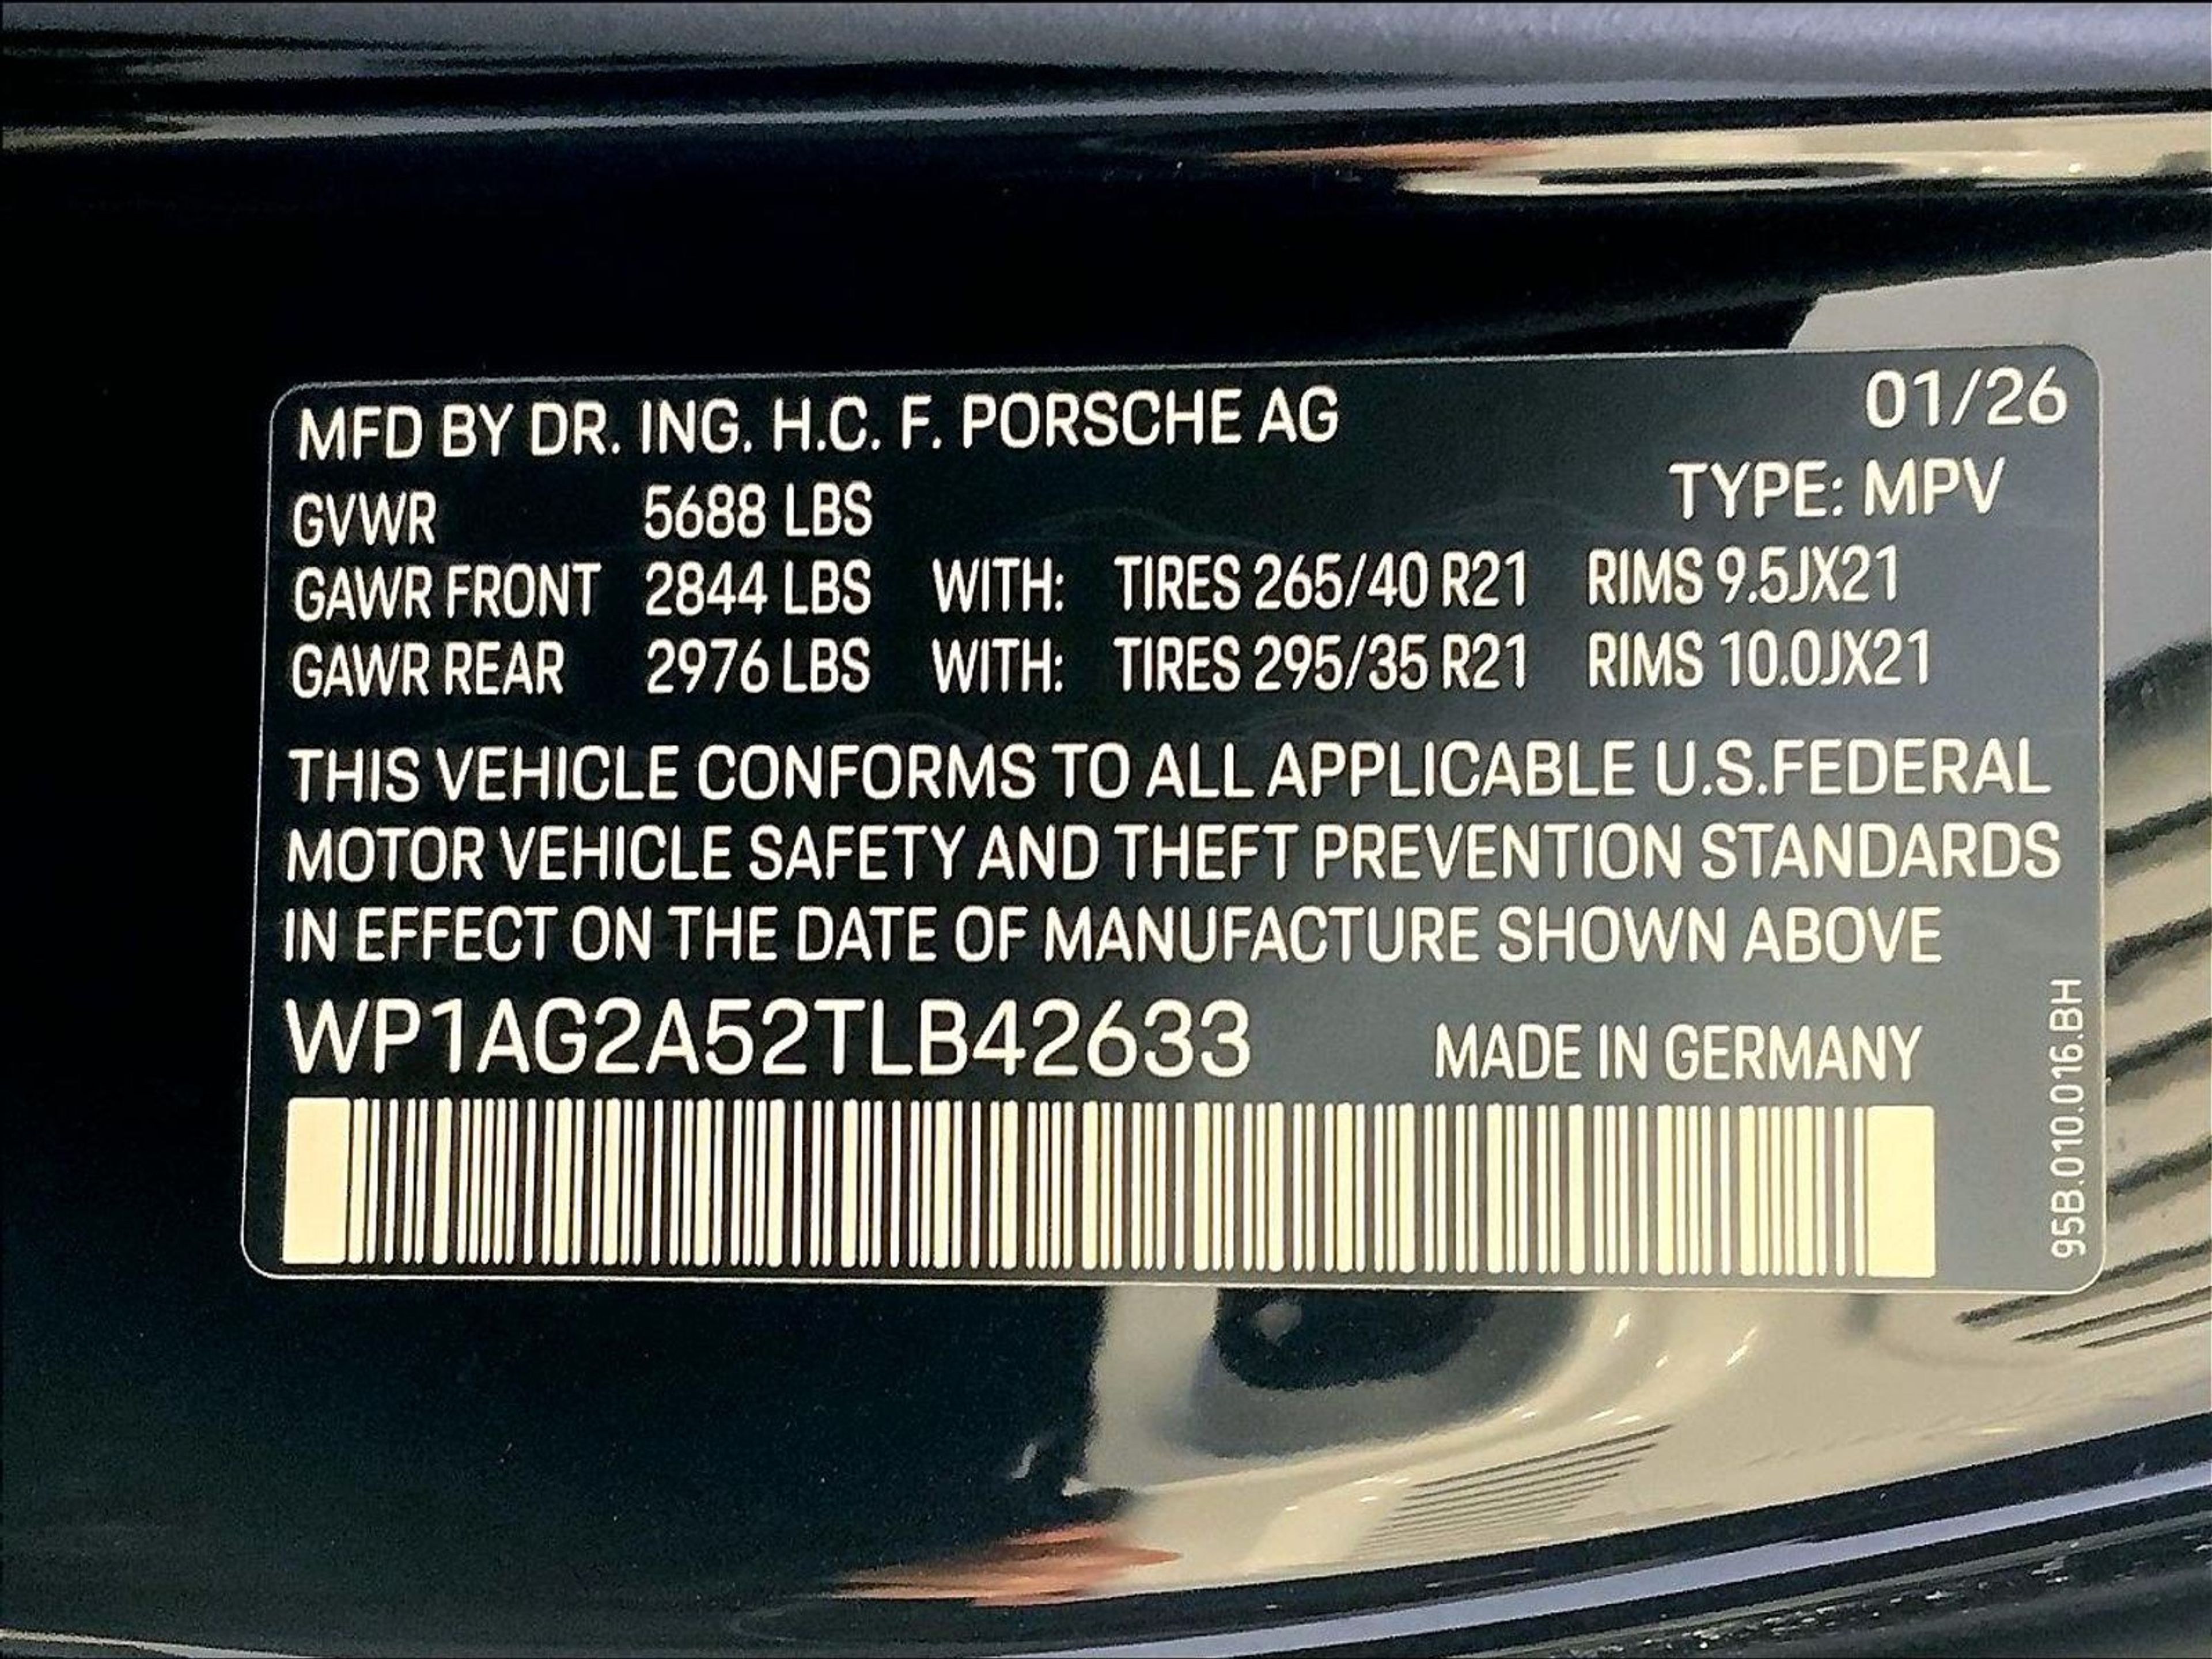 MFD BY DR. ING. H.C. F. PORSCHE AG 01/26
GVWR 5688 LBS TYPE: MPV
GAWR FRONT 2844 LBS WITH: TIRES 265/40 R21 RIMS 9.5JX21
GAWR REAR 2976 LBS WITH: TIRES 295/35 R21 RIMS 10.0JX21
THIS VEHICLE CONFORMS TO ALL APPLICABLE U.S.FEDERAL
MOTOR VEHICLE SAFETY AND THEFT PREVENTION STANDARDS
IN EFFECT ON THE DATE OF MANUFACTURE SHOWN ABOVE
WP1AG2A52TLB42633 MADE IN GERMANY
95B.010.016.BH